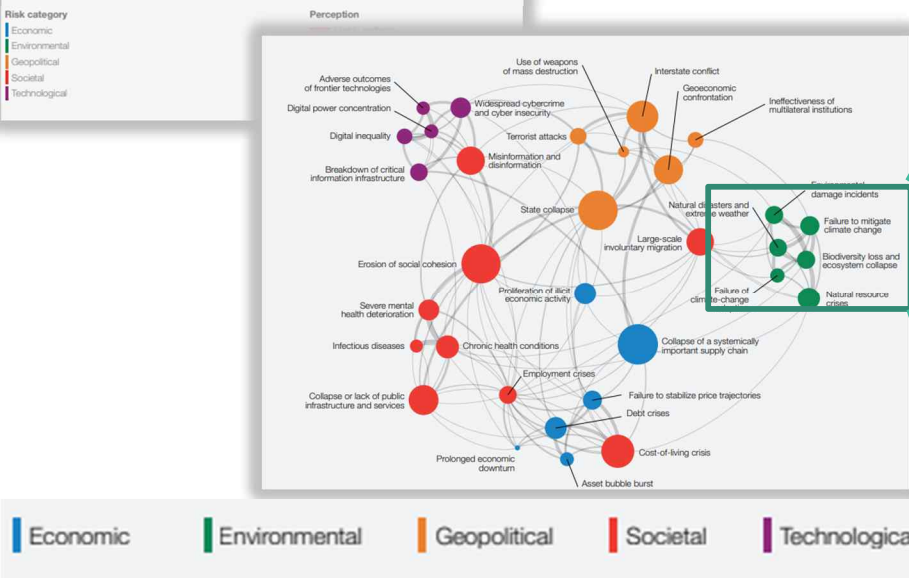 Risk category
Perception
Economic
Environmental
Geopolitical
Societal
Technological
Use of weapons
of mass destruction
Interstate conflict
Adverse outcomes
of frontier technologies
Geoeconomic
confrontation
Digital power concentration
Widespread cybercrime
and cyber insecurity
Ineffectiveness of
multilateral institutions
Digital inequality
Terrorist attacks
Misinformation and
disinformation
Breakdown of critical
information infrastructure
Environmental
damage incidents
Natural disasters and
extreme weather
State collapse
Failure to mitigate
climate change
Large-scale
involuntary migration
Erosion of social cohesion
Biodiversity loss and
ecosystem collapse
Proliferation of illicit
economic activity
Failure of
climate-change
Natural resource
crises
Severe mental
health deterioration
Infectious diseases
Chronic health conditions
Collapse of a systemically
important supply chain
Employment crises
Collapse or lack of public
infrastructure and services
Failure to stabilize price trajectories
Debt crises
Prolonged economic
downturn
Cost-of-living crisis
Asset bubble burst
Economic
Environmental
Geopolitical
Societal
Technologica